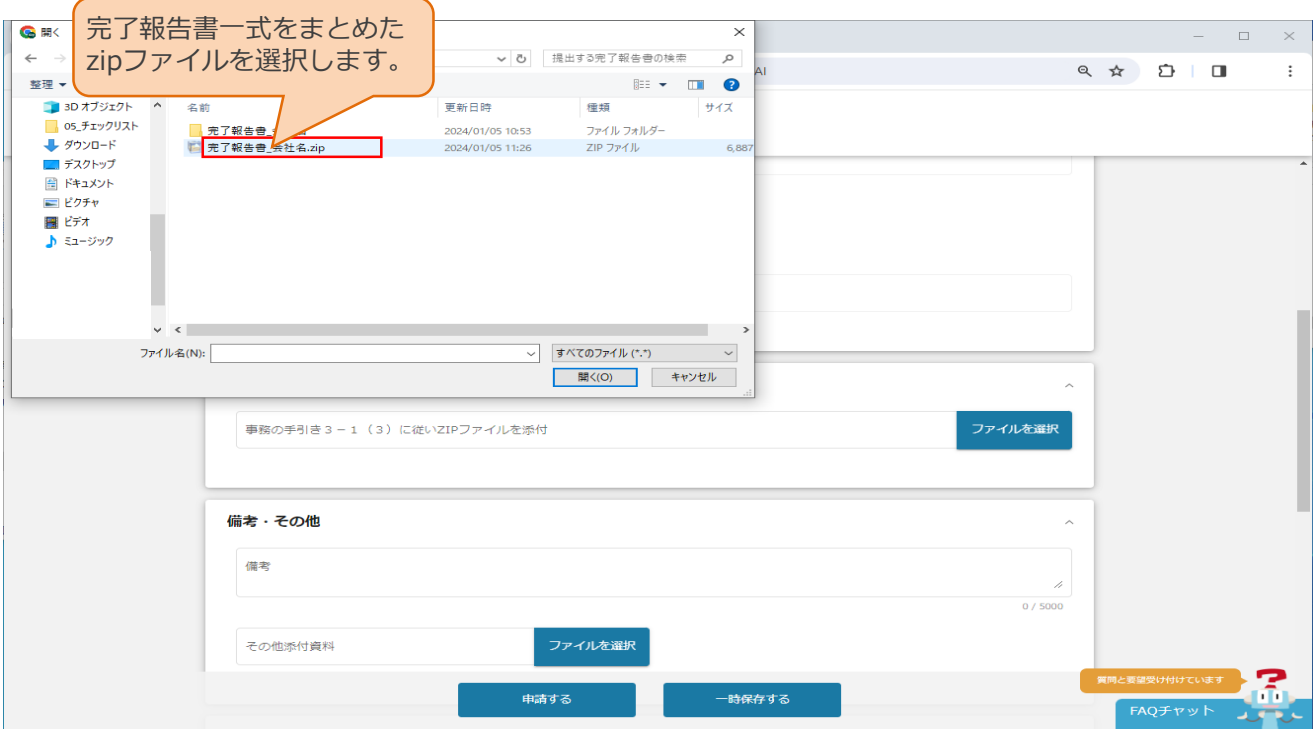 完了報告書一式をまとめた
zipファイルを選択します。
開く
提出する完了報告書の検索
整理
AI
3D オブジェクト
05_チェックリスト
ダウンロード
デスクトップ
ドキュメント
ピクチャ
ビデオ
ミュージック
名前 更新日時 種類 サイズ
完了報告書_ 2024/01/05 10:53 ファイル フォルダー
完了報告書_会社名.zip 2024/01/05 11:26 ZIP ファイル 6,887
ファイル名(N): すべてのファイル (*.*)
開く(O) キャンセル
事務の手引き3－1（3）に従いZIPファイルを添付 ファイルを選択
備考・その他
備考
0 / 5000
その他添付資料 ファイルを選択
申請する 一時保存する
質問と要望受け付けています
FAQチャット